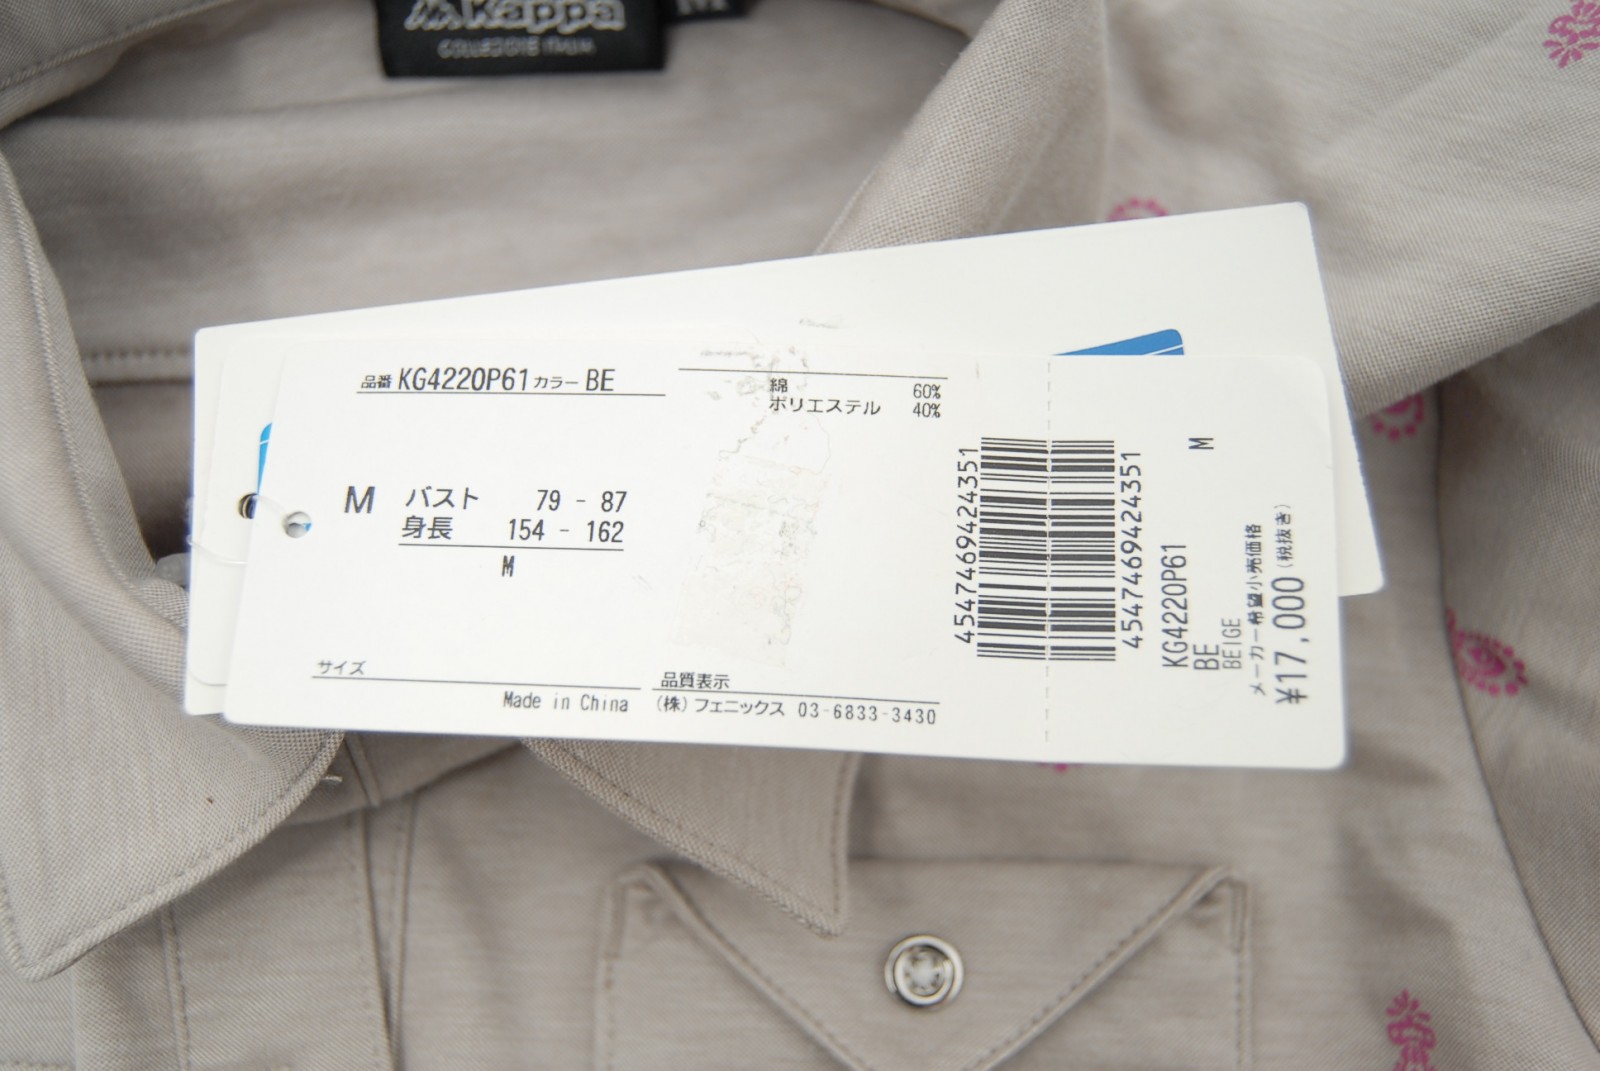 Kappa
M
品番 KG4220P61 カラー BE
綿 60%
ポリエステル 40%
M バスト 79 - 87
身長 154 - 162
M
サイズ
Made in China
品質表示
(株) フェニックス 03-6833-3430
4547469424351
4547469424351
M
KG4220P61
BE
BEIGE
メーカー希望小売価格
¥17,000 (税抜き)